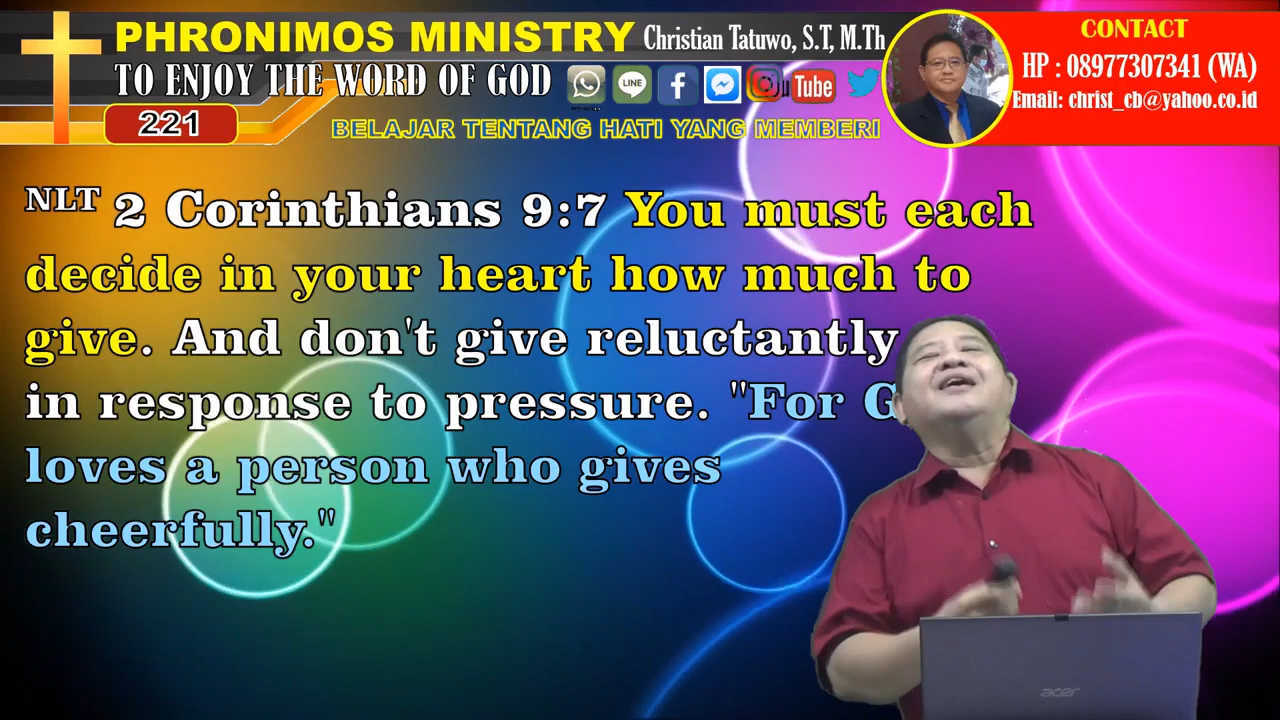 PHRONIMOS MINISTRY Christian Tatuwo, S.T, M.Th
TO ENJOY THE WORD OF GOD
LINE
You Tube
221
BELAJAR TENTANG HATI YANG MEMBERI
CONTACT
HP : 08977307341 (WA)
Email: christ_cb@yahoo.co.id
NLT 2 Corinthians 9:7 You must each
decide in your heart how much to
give. And don't give reluctantly
in response to pressure. "For G
loves a person who gives
cheerfully."
acer